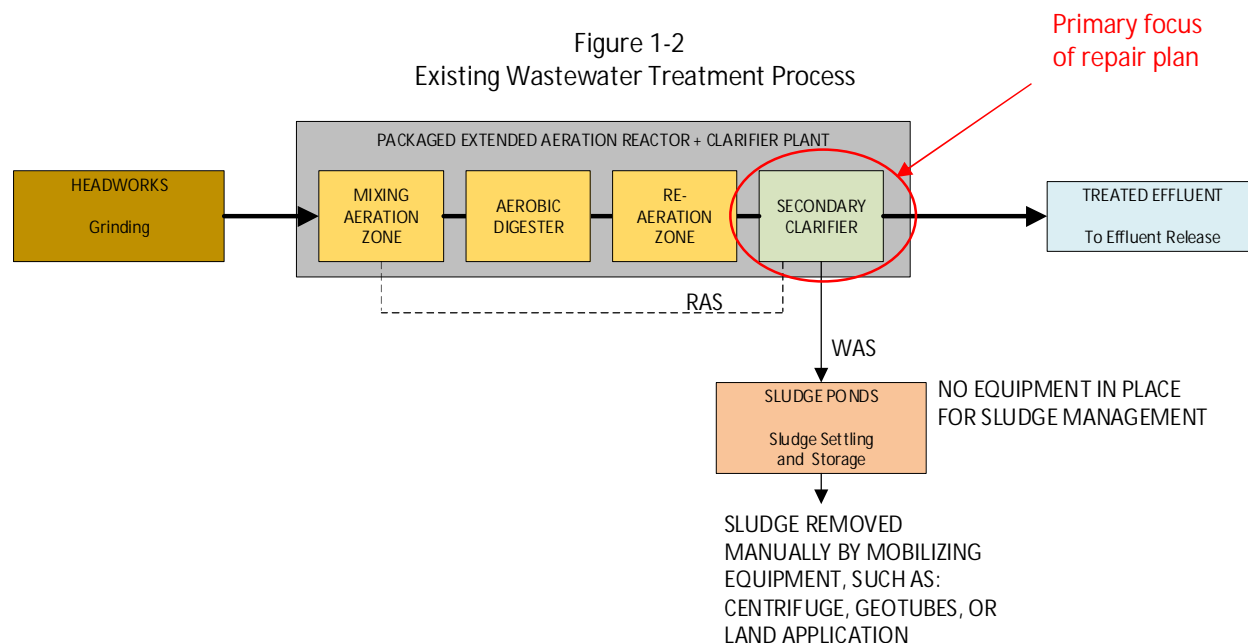 Primary focus
of repair plan
Figure 1-2
Existing Wastewater Treatment Process
PACKAGED EXTENDED AERATION REACTOR + CLARIFIER PLANT
HEADWORKS
Grinding
MIXING
AERATION
ZONE
AEROBIC
DIGESTER
RE-
AERATION
ZONE
SECONDARY
CLARIFIER
TREATED EFFLUENT
To Effluent Release
RAS
WAS
SLUDGE PONDS
Sludge Settling
and Storage
NO EQUIPMENT IN PLACE
FOR SLUDGE MANAGEMENT
SLUDGE REMOVED
MANUALLY BY MOBILIZING
EQUIPMENT, SUCH AS:
CENTRIFUGE, GEOTUBES, OR
LAND APPLICATION